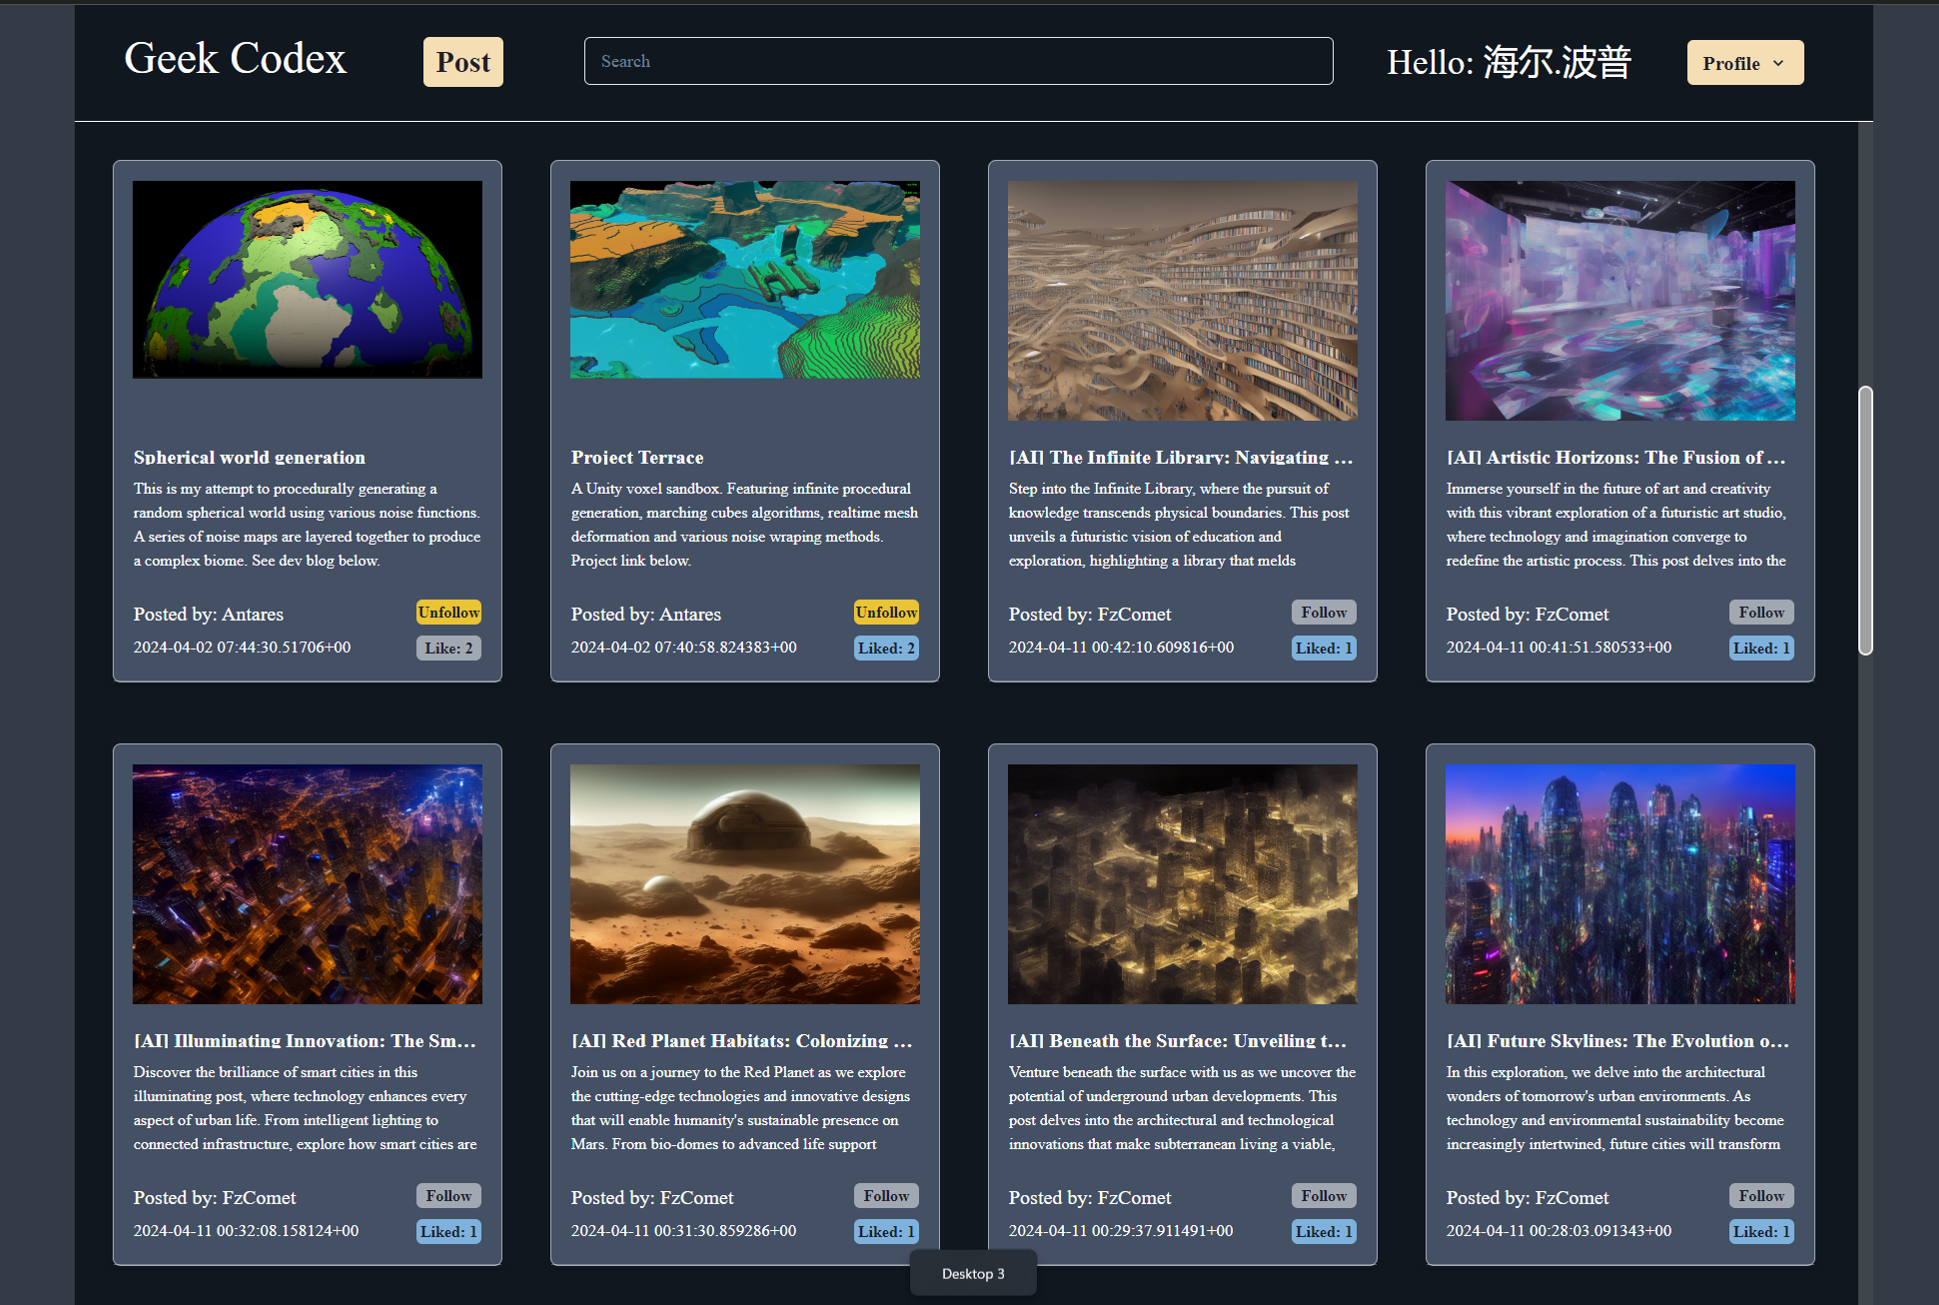 Geek Codex
Post
Search
Hello: 海尔.波普
Profile
Spherical world generation
This is my attempt to procedurally generating a
random spherical world using various noise functions.
A series of noise maps are layered together to produce
a complex biome. See dev blog below.
Posted by: Antares
Unfollow
2024-04-02 07:44:30.51706+00
Like: 2
Project Terrace
A Unity voxel sandbox. Featuring infinite procedural
generation, marching cubes algorithms, realtime mesh
deformation and various noise wraping methods.
Project link below.
Posted by: Antares
Unfollow
2024-04-02 07:40:58.824383+00
Liked: 2
[AI] The Infinite Library: Navigating ...
Step into the Infinite Library, where the pursuit of
knowledge transcends physical boundaries. This post
unveils a futuristic vision of education and
exploration, highlighting a library that melds
Posted by: FzComet
Follow
2024-04-11 00:42:10.609816+00
Liked: 1
[AI] Artistic Horizons: The Fusion of ...
Immerse yourself in the future of art and creativity
with this vibrant exploration of a futuristic art studio,
where technology and imagination converge to
redefine the artistic process. This post delves into the
Posted by: FzComet
Follow
2024-04-11 00:41:51.580533+00
Liked: 1
[AI] Illuminating Innovation: The Sm...
Discover the brilliance of smart cities in this
illuminating post, where technology enhances every
aspect of urban life. From intelligent lighting to
connected infrastructure, explore how smart cities are
Posted by: FzComet
Follow
2024-04-11 00:32:08.158124+00
Liked: 1
[AI] Red Planet Habitats: Colonizing ...
Join us on a journey to the Red Planet as we explore
the cutting-edge technologies and innovative designs
that will enable humanity's sustainable presence on
Mars. From bio-domes to advanced life support
Posted by: FzComet
Follow
2024-04-11 00:31:30.859286+00
Liked: 1
[AI] Beneath the Surface: Unveiling t...
Venture beneath the surface with us as we uncover the
potential of underground urban developments. This
post delves into the architectural and technological
innovations that make subterranean living a viable,
Posted by: FzComet
Follow
2024-04-11 00:29:37.911491+00
Liked: 1
[AI] Future Skylines: The Evolution o...
In this exploration, we delve into the architectural
wonders of tomorrow's urban environments. As
technology and environmental sustainability become
increasingly intertwined, future cities will transform
Posted by: FzComet
Follow
2024-04-11 00:28:03.091343+00
Liked: 1
Desktop 3